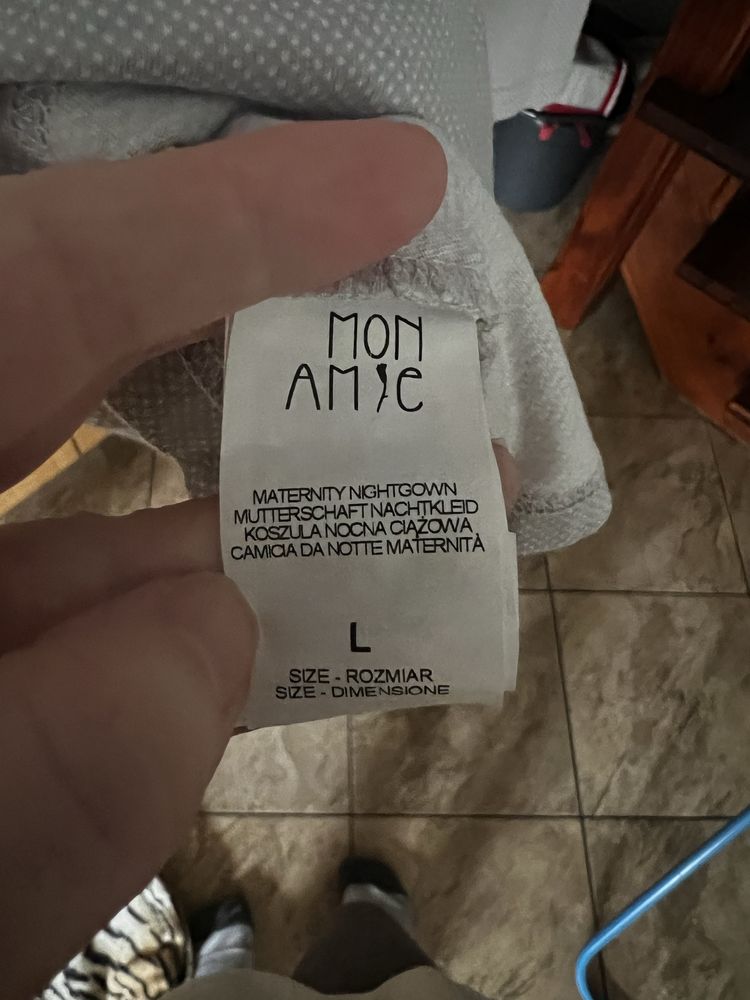 MON
AMIE
MATERNITY NIGHTGOWN
MUTTERSCHAFT NACHTKLEID
KOSZULA NOCNA CIĄŻOWA
CAMICIA DA NOTTE MATERNITÀ
L
SIZE - ROZMIAR
SIZE - DIMENSIONE